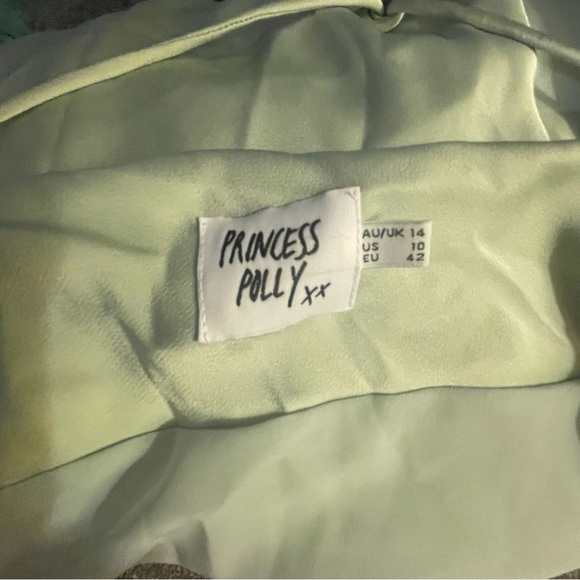 PRINCESS
POLLY xx
AU/UK 14
US 10
EU 42